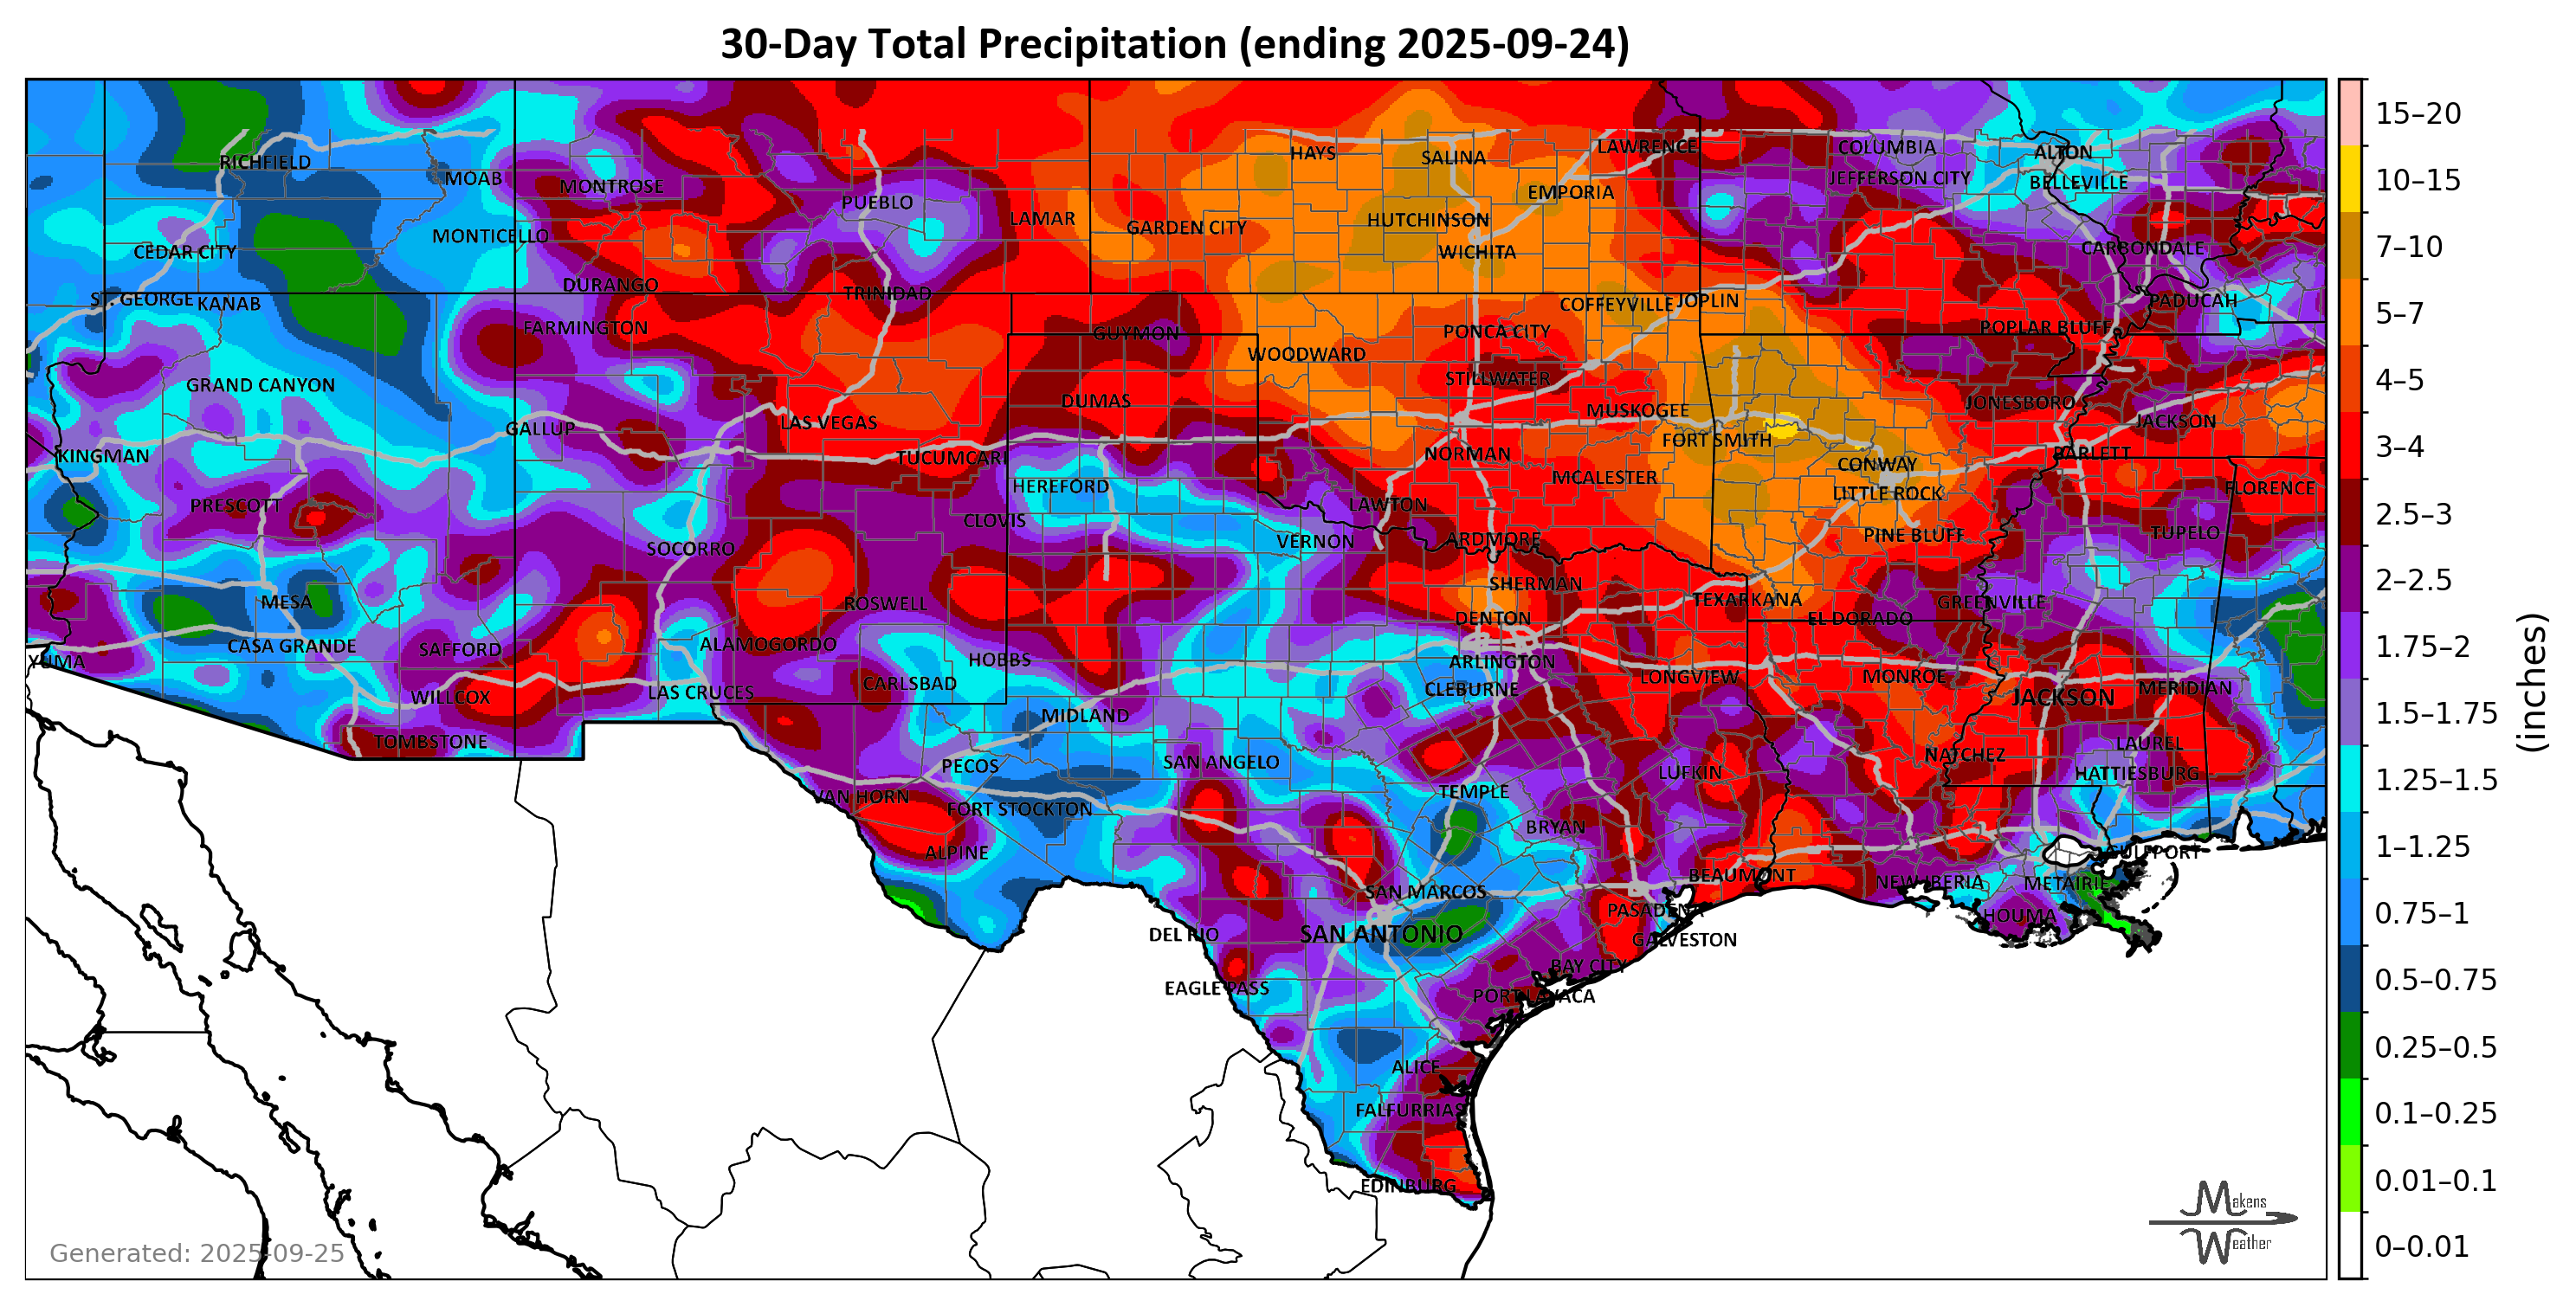 30-Day Total Precipitation (ending 2025-09-24)
RICHFIELD
MOAB
MONTROSE
PUEBLO
LAMAR
HAYS
SALINA
LAWRENCE
EMPORIA
COLUMBIA
JEFFERSON CITY
ALTON
BELLEVILLE
CEDAR CITY
MONTICELLO
GARDEN CITY
HUTCHINSON
WICHITA
CARBONDALE
ST. GEORGE
KANAB
DURANGO
TRINIDAD
COFFEYVILLE
JOPLIN
PADUCAH
FARMINGTON
GUYMON
PONCA CITY
POPLAR BLUFF
WOODWARD
GRAND CANYON
DUMAS
STILLWATER
MUSKOGEE
JONESBORO
GALLUP
LAS VEGAS
JACKSON
KINGMAN
TUCUMCARI
NORMAN
FORT SMITH
CONWAY
BARLETT
PRESCOTT
HEREFORD
LAWTON
MCALESTER
LITTLE ROCK
FLORENCE
SOCORRO
CLOVIS
VERNON
ARDMORE
PINE BLUFF
TUPELO
MESA
ROSWELL
SHERMAN
TEXARKANA
GREENVILLE
DENTON
EL DORADO
CASA GRANDE
SAFFORD
ALAMOGORDO
HOBBS
ARLINGTON
YUMA
WILLCOX
LAS CRUCES
CARLSBAD
CLEBURNE
LONGVIEW
MONROE
JACKSON
MERIDIAN
TOMBSTONE
MIDLAND
PECOS
SAN ANGELO
NATCHEZ
LAUREL
HATTIESBURG
VAN HORN
FORT STOCKTON
TEMPLE
LUFKIN
ALPINE
BRYAN
GULFPORT
SAN MARCOS
BEAUMONT
NEW IBERIA
METAIRIE
PASADENA
HOUMA
DEL RIO
SAN ANTONIO
GALVESTON
EAGLE PASS
BAY CITY
PORT LAVACA
ALICE
FALFURRIAS
EDINBURG
15–20
10–15
7–10
5–7
4–5
3–4
2.5–3
2–2.5
1.75–2
1.5–1.75
1.25–1.5
1–1.25
0.75–1
0.5–0.75
0.25–0.5
0.1–0.25
0.01–0.1
0–0.01
(inches)
Generated: 2025-09-25
Makens
Weather